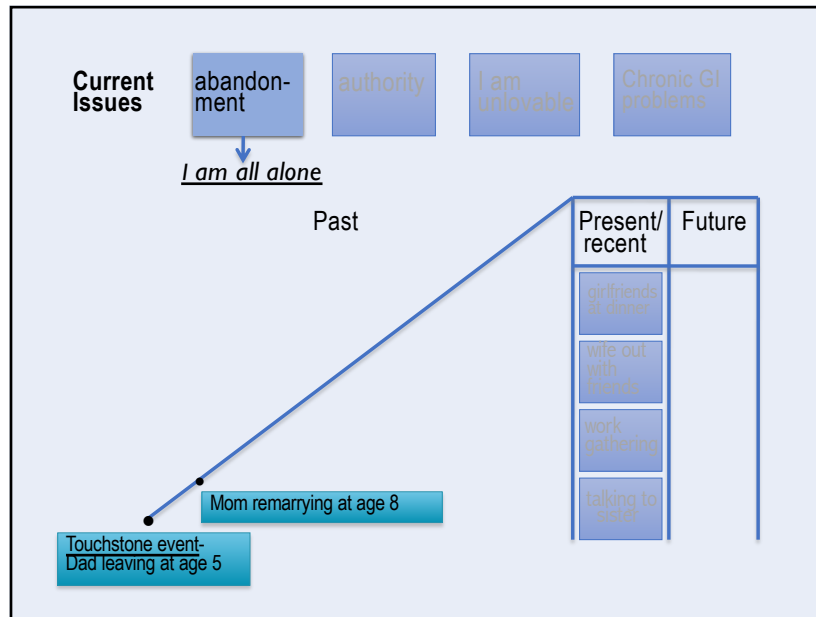 Current
Issues
abandon-
ment
authority
I am
unlovable
Chronic GI
problems
I am all alone
Past
Present/
recent
Future
girlfriends
at dinner
wife out
with
friends
work
gathering
talking to
Mom remarrying at age 8
Touchstone event-
Dad leaving at age 5